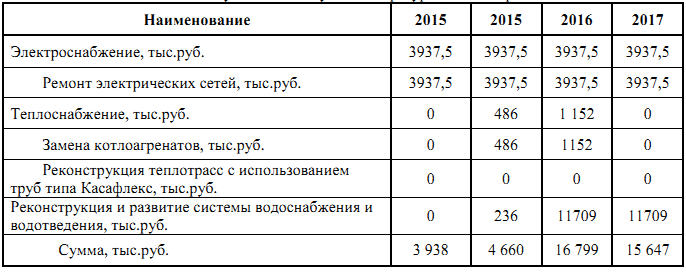 Наименование 2015 2015 2016 2017
Электроснабжение, тыс.руб. 3937,5 3937,5 3937,5 3937,5
Ремонт электрических сетей, тыс.руб. 3937,5 3937,5 3937,5 3937,5
Теплоснабжение, тыс.руб. 0 486 1 152 0
Замена котлоагренатов, тыс.руб. 0 486 1152 0
Реконструкция теплотрасс с использованием
труб типа Касафлекс, тыс.руб. 0 0 0 0
Реконструкция и развитие системы водоснабжения и
водотведения, тыс.руб. 0 236 11709 11709
Сумма, тыс.руб. 3 938 4 660 16 799 15 647